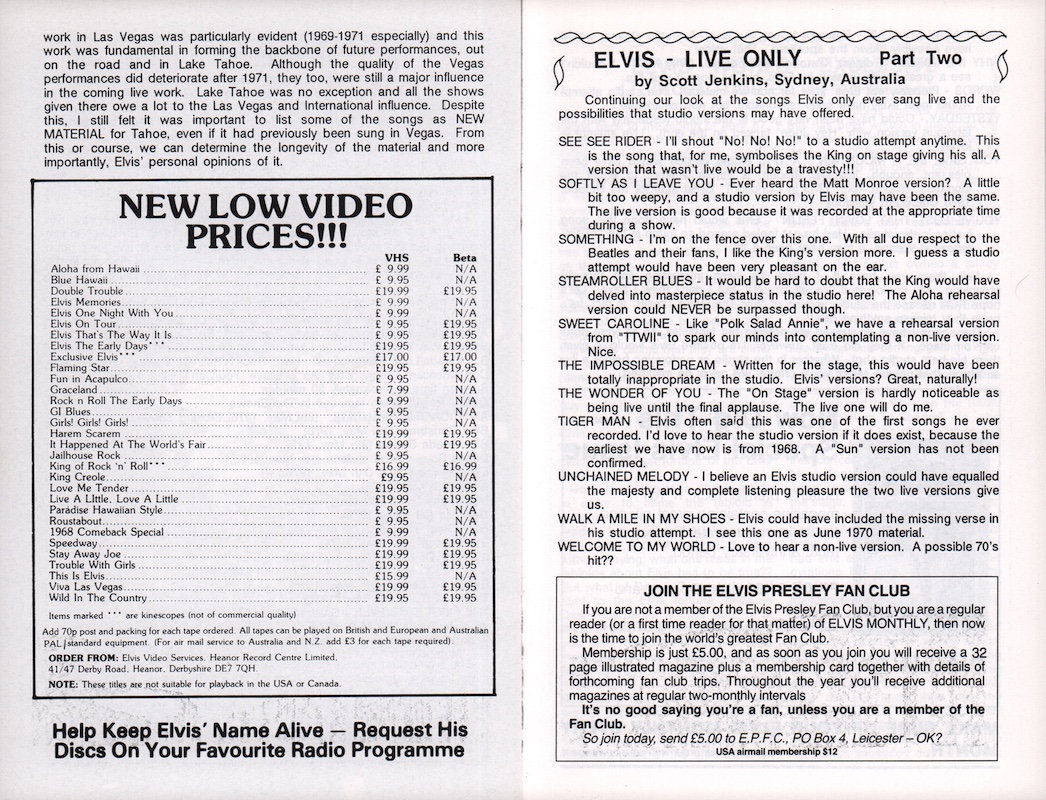 work in Las Vegas was particularly evident (1969-1971 especially) and this
work was fundamental in forming the backbone of future performances, out
on the road and in Lake Tahoe. Although the quality of the Vegas
performances did deteriorate after 1971, they too, were still a major influence
in the coming live work. Lake Tahoe was no exception and all the shows
given there owe a lot to the Las Vegas and International influence. Despite
this, I still felt it was important to list some of the songs as NEW
MATERIAL for Tahoe, even if it had previously been sung in Vegas. From
this or course, we can determine the longevity of the material and more
importantly, Elvis' personal opinions of it.
NEW LOW VIDEO
PRICES!!!
VHS Beta
Aloha from Hawaii £ 9.99 N/A
Blue Hawaii £ 9.95 N/A
Double Trouble £19.99 £19.95
Elvis Memories £ 9.99 N/A
Elvis One Night With You £ 9.99 N/A
Elvis On Tour £ 9.95 £19.95
Elvis That's The Way It Is £ 9.95 £19.95
Elvis The Early Days*** £19.95 £19.95
Exclusive Elvis*** £17.00 £17.00
Flaming Star £19.95 £19.95
Fun in Acapulco £ 9.95 N/A
Graceland £ 7.99 N/A
Rock n Roll The Early Days £ 9.99 N/A
GI Blues £ 9.95 N/A
Girls! Girls! Girls! £ 9.95 N/A
Harem Scarem £19.99 £19.95
It Happened At The World's Fair £19.99 £19.95
Jailhouse Rock £ 9.95 N/A
King of Rock 'n' Roll*** £16.99 £16.99
King Creole £9.95 N/A
Love Me Tender £19.95 £19.95
Live A LIttle, Love A Little £19.99 £19.95
Paradise Hawaiian Style £ 9.95 N/A
Roustabout £ 9.95 N/A
1968 Comeback Special £ 9.99 N/A
Speedway £19.99 £19.95
Stay Away Joe £19.99 £19.95
Trouble With Girls £19.99 £19.95
This Is Elvis £15.99 N/A
Viva Las Vegas £19.99 £19.95
Wild In The Country £19.95 £19.95
Items marked *** are kinescopes (not of commercial quality)
Add 70p post and packing for each tape ordered. All tapes can be played on British and European and Australian
PAL/standard equipment. (For air mail service to Australia and N.Z. add £3 for each tape required).
ORDER FROM: Elvis Video Services, Heanor Record Centre Limited,
41/47 Derby Road, Heanor, Derbyshire DE7 7QH.
NOTE: These titles are not suitable for playback in the USA or Canada.
Help Keep Elvis' Name Alive — Request His
Discs On Your Favourite Radio Programme
ELVIS - LIVE ONLY Part Two
by Scott Jenkins, Sydney, Australia
Continuing our look at the songs Elvis only ever sang live and the
possibilities that studio versions may have offered.
SEE SEE RIDER - I'll shout "No! No! No!" to a studio attempt anytime. This
is the song that, for me, symbolises the King on stage giving his all. A
version that wasn't live would be a travesty!!!
SOFTLY AS I LEAVE YOU - Ever heard the Matt Monroe version? A little
bit too weepy, and a studio version by Elvis may have been the same.
The live version is good because it was recorded at the appropriate time
during a show.
SOMETHING - I'm on the fence over this one. With all due respect to the
Beatles and their fans, I like the King's version more. I guess a studio
attempt would have been very pleasant on the ear.
STEAMROLLER BLUES - It would be hard to doubt that the King would have
delved into masterpiece status in the studio here! The Aloha rehearsal
version could NEVER be surpassed though.
SWEET CAROLINE - Like "Polk Salad Annie", we have a rehearsal version
from "TTWII" to spark our minds into contemplating a non-live version.
Nice.
THE IMPOSSIBLE DREAM - Written for the stage, this would have been
totally inappropriate in the studio. Elvis' versions? Great, naturally!
THE WONDER OF YOU - The "On Stage" version is hardly noticeable as
being live until the final applause. The live one will do me.
TIGER MAN - Elvis often said this was one of the first songs he ever
recorded. I'd love to hear the studio version if it does exist, because the
earliest we have now is from 1968. A "Sun" version has not been
confirmed.
UNCHAINED MELODY - I believe an Elvis studio version could have equalled
the majesty and complete listening pleasure the two live versions give
us.
WALK A MILE IN MY SHOES - Elvis could have included the missing verse in
his studio attempt. I see this one as June 1970 material.
WELCOME TO MY WORLD - Love to hear a non-live version. A possible 70's
hit??
JOIN THE ELVIS PRESLEY FAN CLUB
If you are not a member of the Elvis Presley Fan Club, but you are a regular
reader (or a first time reader for that matter) of ELVIS MONTHLY, then now
is the time to join the world's greatest Fan Club.
Membership is just £5.00, and as soon as you join you will receive a 32
page illustrated magazine plus a membership card together with details of
forthcoming fan club trips. Throughout the year you'll receive additional
magazines at regular two-monthly intervals
It's no good saying you're a fan, unless you are a member of the
Fan Club.
So join today, send £5.00 to E.P.F.C., PO Box 4, Leicester – OK?
USA airmail membership $12